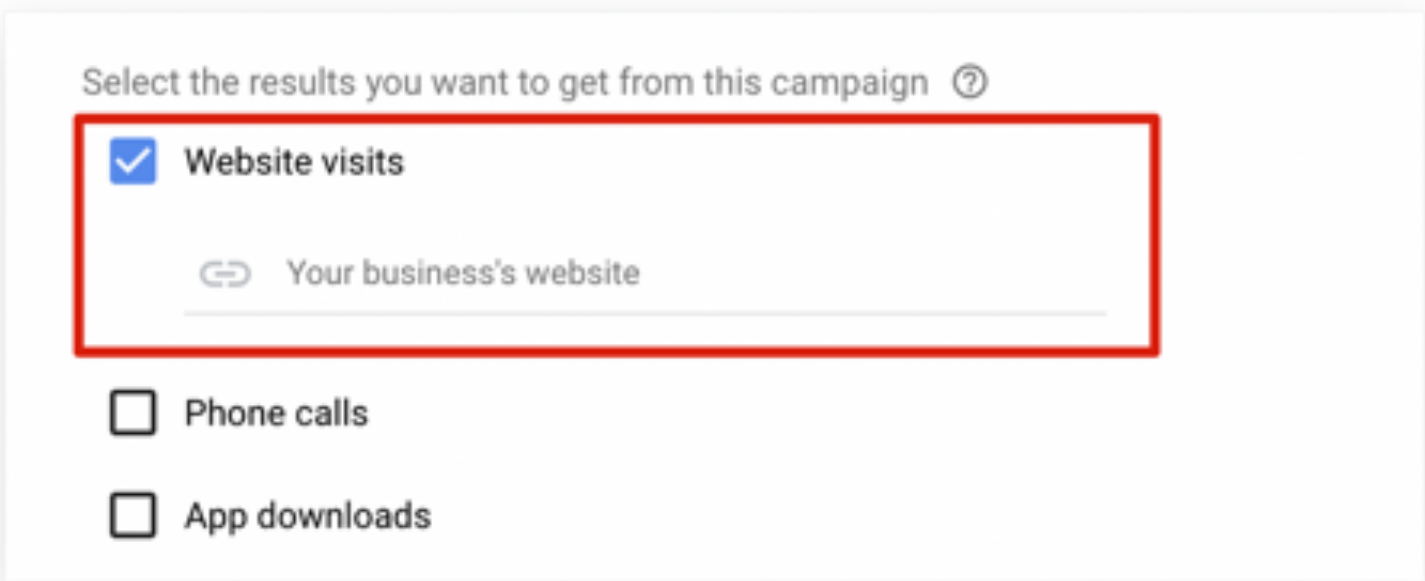 Select the results you want to get from this campaign ?
Website visits
Your business's website
Phone calls
App downloads